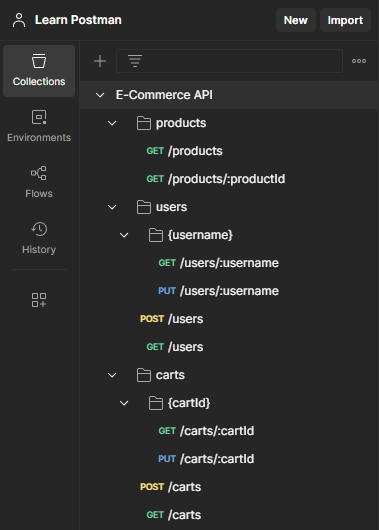 Learn Postman
New
Import
Collections
Environments
Flows
History
E-Commerce API
products
GET /products
GET /products/:productId
users
{username}
GET /users/:username
PUT /users/:username
POST /users
GET /users
carts
{cartId}
GET /carts/:cartId
PUT /carts/:cartId
POST /carts
GET /carts